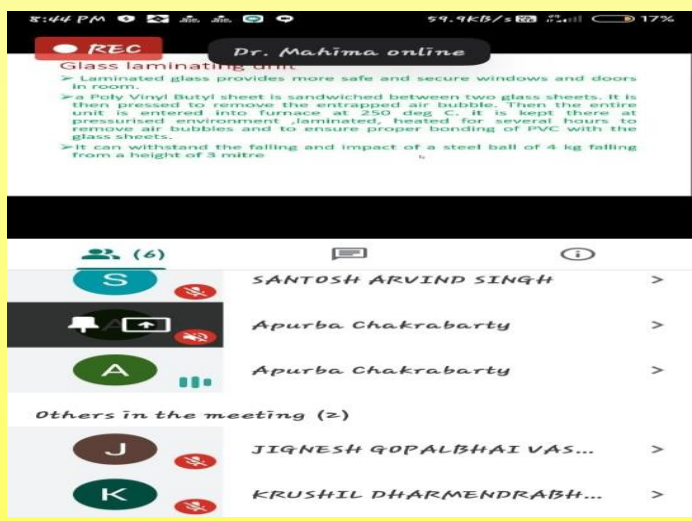 8:44 PM 59.9KB/s 17%
REC
Dr. Mahima online
Glass laminating unit
➤ Laminated glass provides more safe and secure windows and doors
in room.
➤a Poly Vinyl Butyl sheet is sandwiched between two glass sheets. It is
then pressed to remove the entrapped air bubble. Then the entire
unit is entered into furnace at 250 deg C. it is kept there at
pressurised environment ,laminated, heated for several hours to
remove air bubbles and to ensure proper bonding of PVC with the
glass sheets.
➤It can withstand the falling and impact of a steel ball of 4 kg falling
from a height of 3 mitre
(6)
S SANTOSH ARVIND SINGH >
A Apurba Chakrabarty >
A Apurba Chakrabarty >
Others in the meeting (2)
J JIGNESH GOPALBHAI VAS... >
K KRUSHIL DHARMENDRABH... >